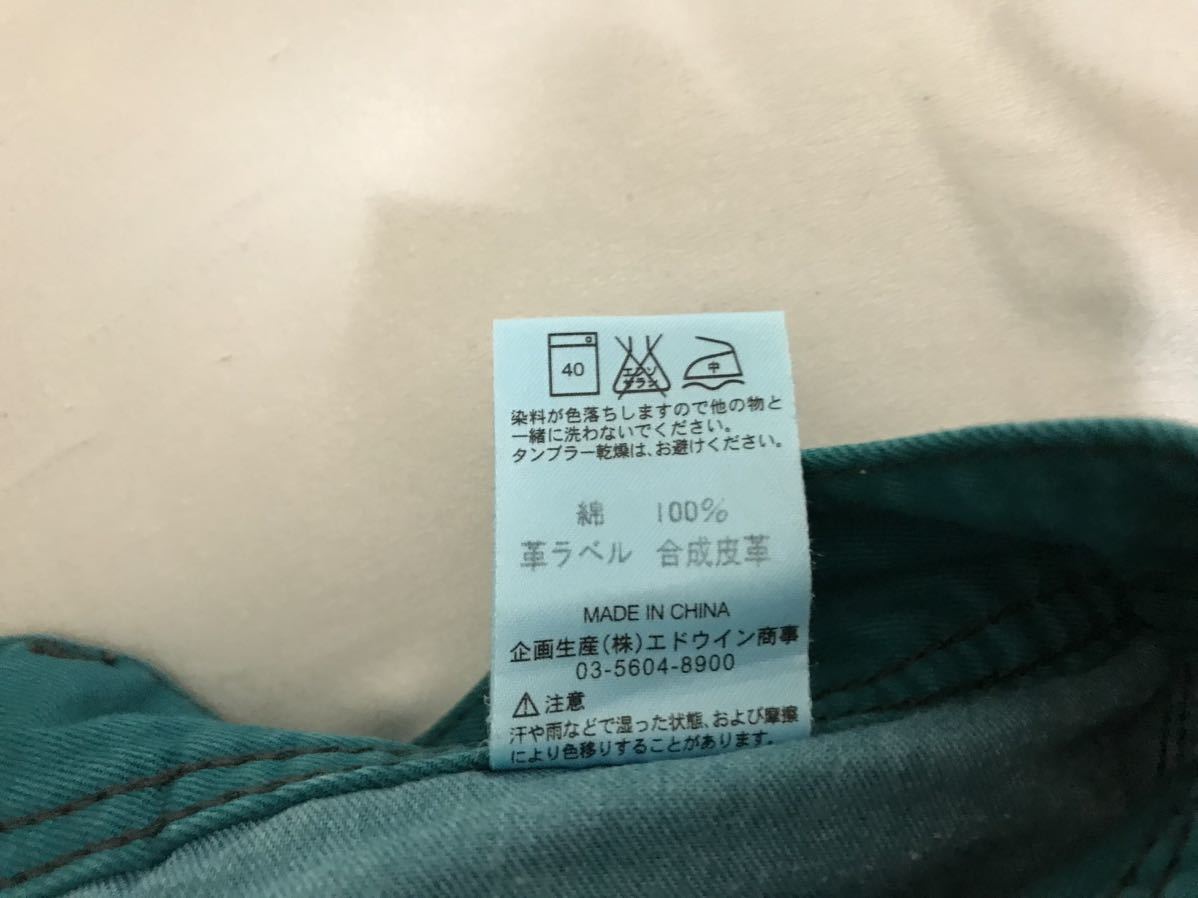 40
エンソ
サラシ
中
染料が色落ちしますので他の物と
一緒に洗わないでください。
タンブラー乾燥は、お避けください。
綿 100%
革ラベル 合成皮革
MADE IN CHINA
企画生産(株)エドウイン商事
03-5604-8900
⚠注意
汗や雨などで湿った状態、および摩擦
により色移りすることがあります。